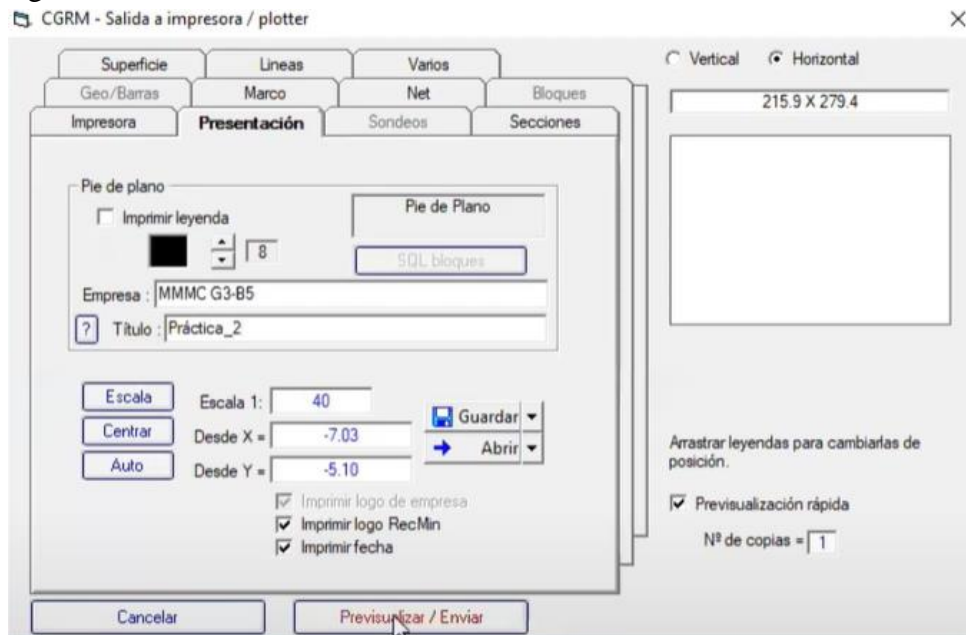 CGRM - Salida a impresora / plotter
Superficie Lineas Varios
Geo/Barras Marco Net Bloques
Impresora Presentación Sondeos Secciones
Pie de plano
Imprimir leyenda
Pie de Plano
8
SQL bloques
Empresa : MMMC G3-B5
? Título : Práctica_2
Escala Escala 1: 40
Centrar Desde X = -7.03
Auto Desde Y = -5.10
Guardar
Abrir
Imprimir logo de empresa
Imprimir logo RecMin
Imprimir fecha
Cancelar Previsualizar / Enviar
Vertical Horizontal
215.9 X 279.4
Arrastrar leyendas para cambiarlas de
posición.
Previsualización rápida
Nº de copias = 1